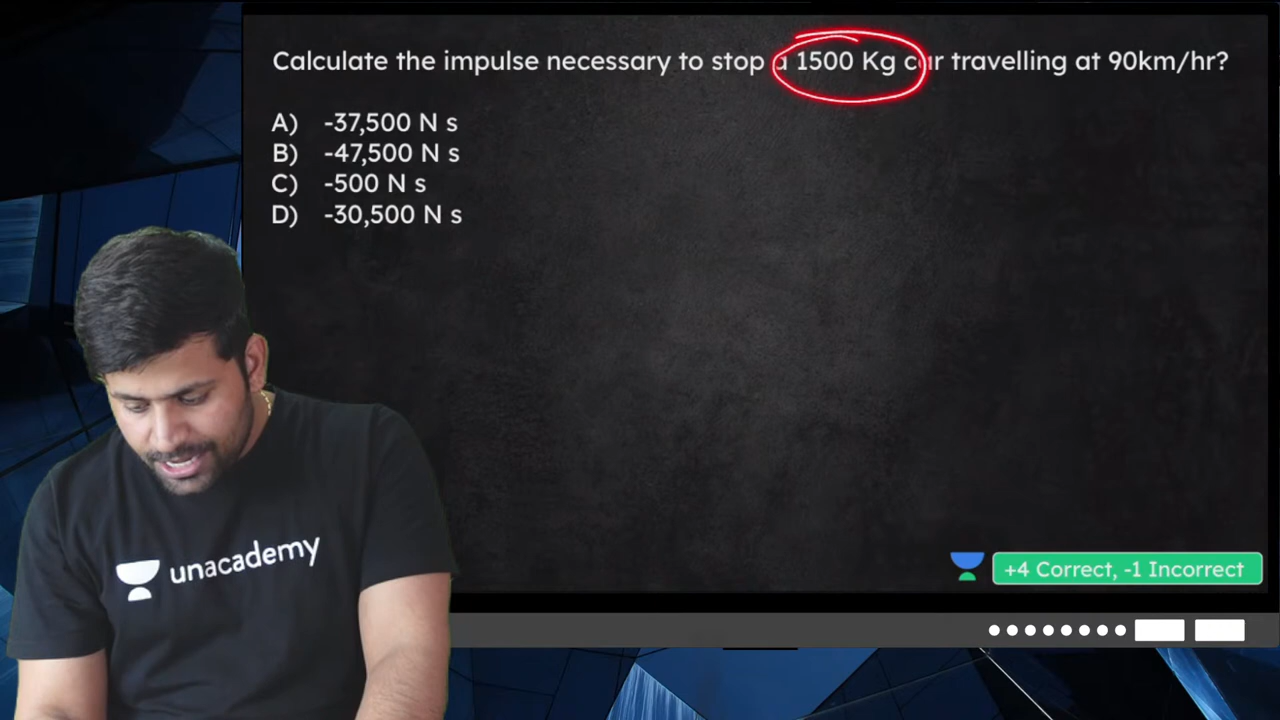 Calculate the impulse necessary to stop a 1500 Kg car travelling at 90km/hr?
A) -37,500 N s
B) -47,500 N s
C) -500 N s
D) -30,500 N s
unacademy
+4 Correct, -1 Incorrect